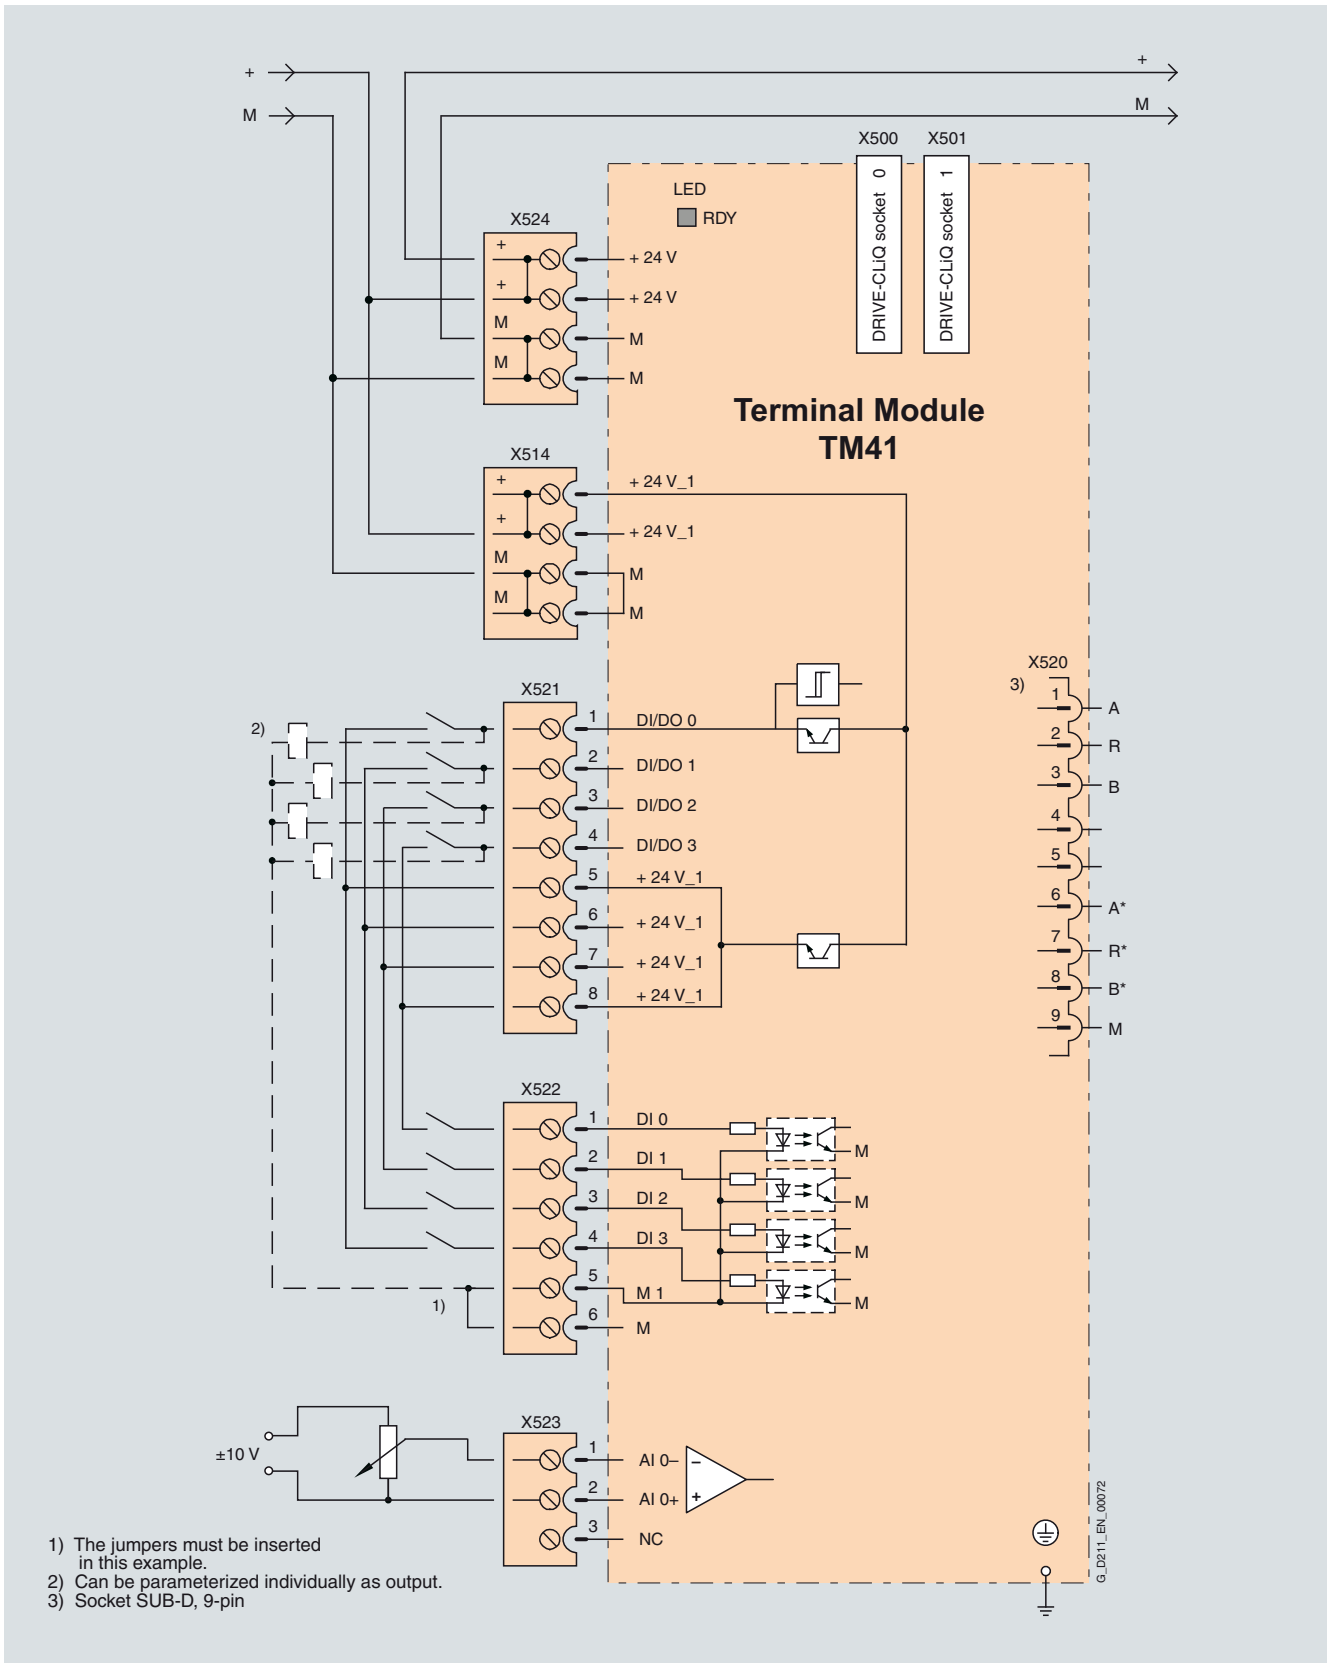 +
+
M
M
X500
X501
DRIVE-CLiQ socket 0
DRIVE-CLiQ socket 1
LED
RDY
X524
+
+ 24 V
+
+ 24 V
M
M
M
M
Terminal Module
TM41
X514
+
+ 24 V_1
+
+ 24 V_1
M
M
M
M
X520
3)
1
A
2
R
3
B
4
5
6
A*
7
R*
8
B*
9
M
X521
2)
1
DI/DO 0
2
DI/DO 1
3
DI/DO 2
4
DI/DO 3
5
+ 24 V_1
6
+ 24 V_1
7
+ 24 V_1
8
+ 24 V_1
X522
1
DI 0
M
2
DI 1
M
3
DI 2
M
4
DI 3
M
5
M 1
1)
6
M
X523
±10 V
1
AI 0–
–
2
AI 0+
+
3
NC
G_D211_EN_00072
1) The jumpers must be inserted
in this example.
2) Can be parameterized individually as output.
3) Socket SUB-D, 9-pin